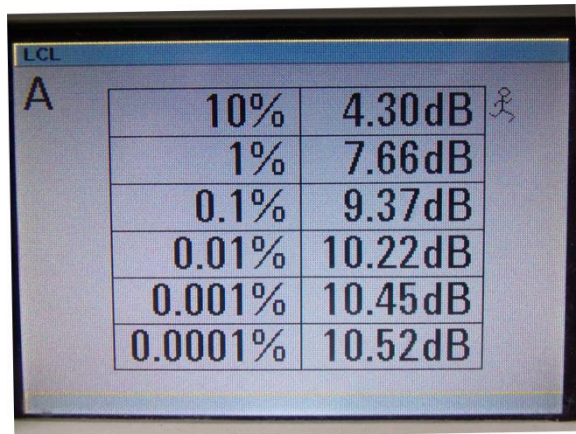 LCL
A
10% 4.30dB
1% 7.66dB
0.1% 9.37dB
0.01% 10.22dB
0.001% 10.45dB
0.0001% 10.52dB